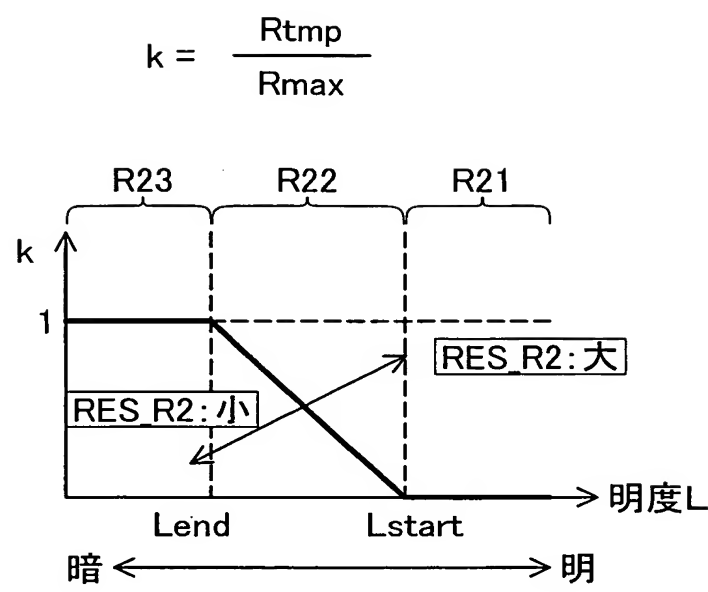 k = Rtmp / Rmax
R23 R22 R21
k
1
RES_R2：大
RES_R2：小
明度L
Lend Lstart
暗 明